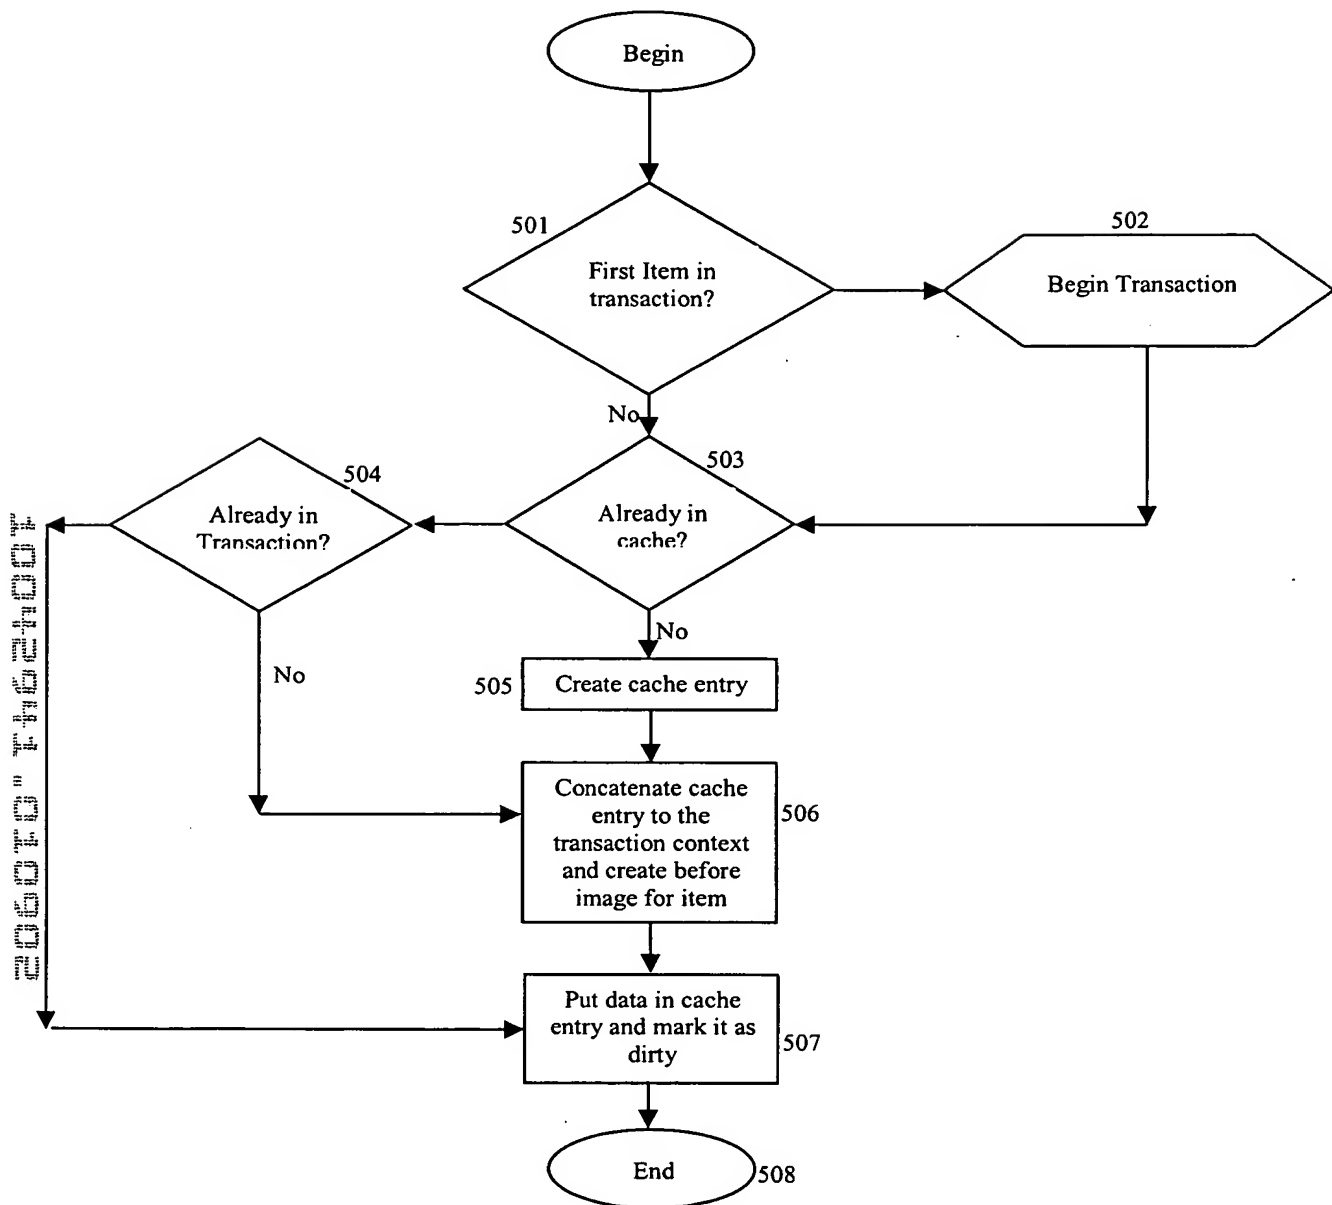 Begin
501
First Item in
transaction?
502
Begin Transaction
No
503
Already in
cache?
504
Already in
Transaction?
No
No
505
Create cache entry
Concatenate cache
entry to the
transaction context
and create before
image for item
506
Put data in cache
entry and mark it as
dirty
507
End
508